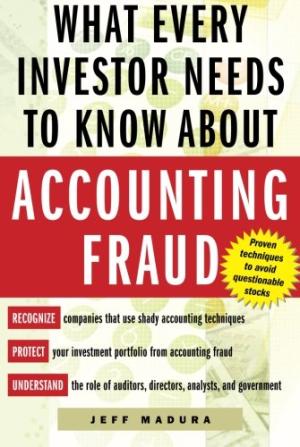 WHAT EVERY
INVESTOR NEEDS
TO KNOW ABOUT
ACCOUNTING
FRAUD
Proven
techniques
to avoid
questionable
stocks
RECOGNIZE companies that use shady accounting techniques
PROTECT your investment portfolio from accounting fraud
UNDERSTAND the role of auditors, directors, analysts, and government
JEFF MADURA